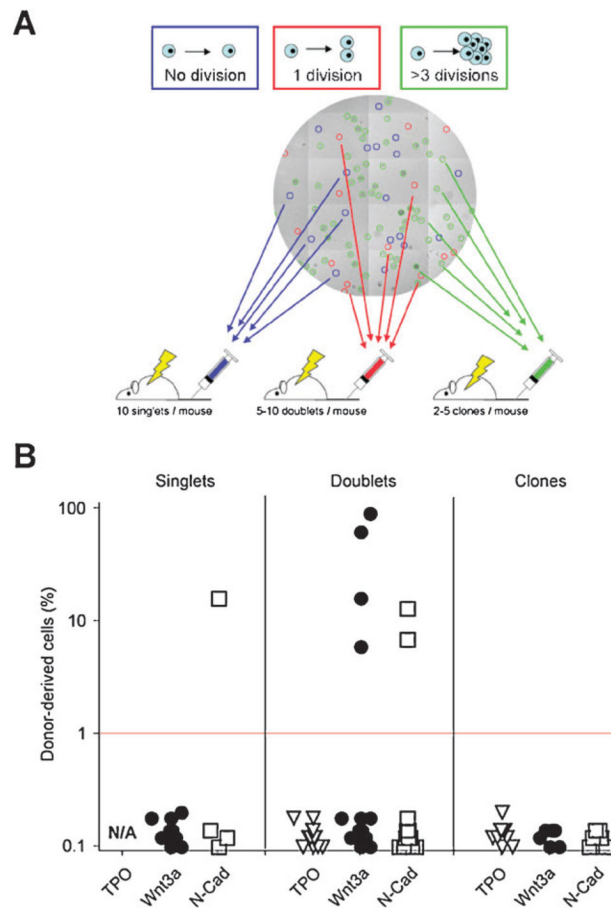 A
No division
1 division
>3 divisions
10 singlets / mouse
5-10 doublets / mouse
2-5 clones / mouse
B
Singlets
Doublets
Clones
Donor-derived cells (%)
100
10
1
0.1
N/A
TPO
Wnt3a
N-Cad
TPO
Wnt3a
N-Cad
TPO
Wnt3a
N-Cad